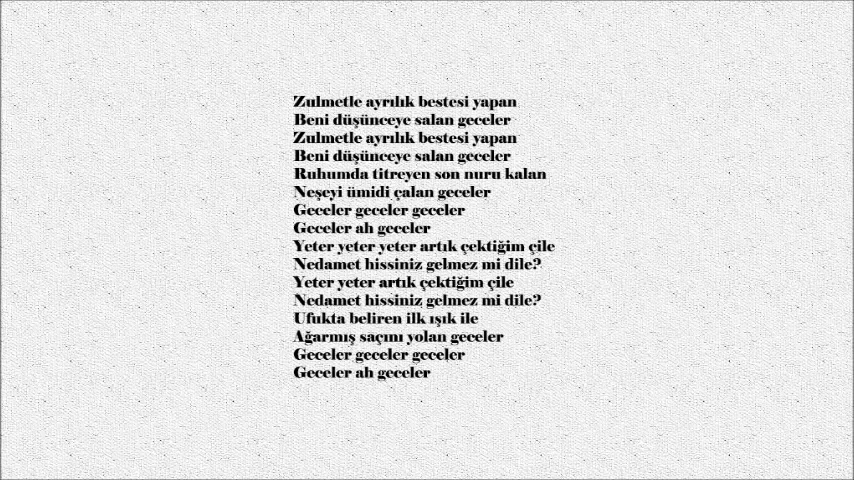 Zulmetle ayrılık bestesi yapan
Beni düşünceye salan geceler
Zulmetle ayrılık bestesi yapan
Beni düşünceye salan geceler
Ruhumda titreyen son nuru kalan
Neşeyi ümidi çalan geceler
Geceler geceler geceler
Geceler ah geceler
Yeter yeter yeter artık çektiğim çile
Nedamet hissiniz gelmez mi dile?
Yeter yeter artık çektiğim çile
Nedamet hissiniz gelmez mi dile?
Ufukta beliren ilk ışık ile
Ağarmış saçını yolan geceler
Geceler geceler geceler
Geceler ah geceler